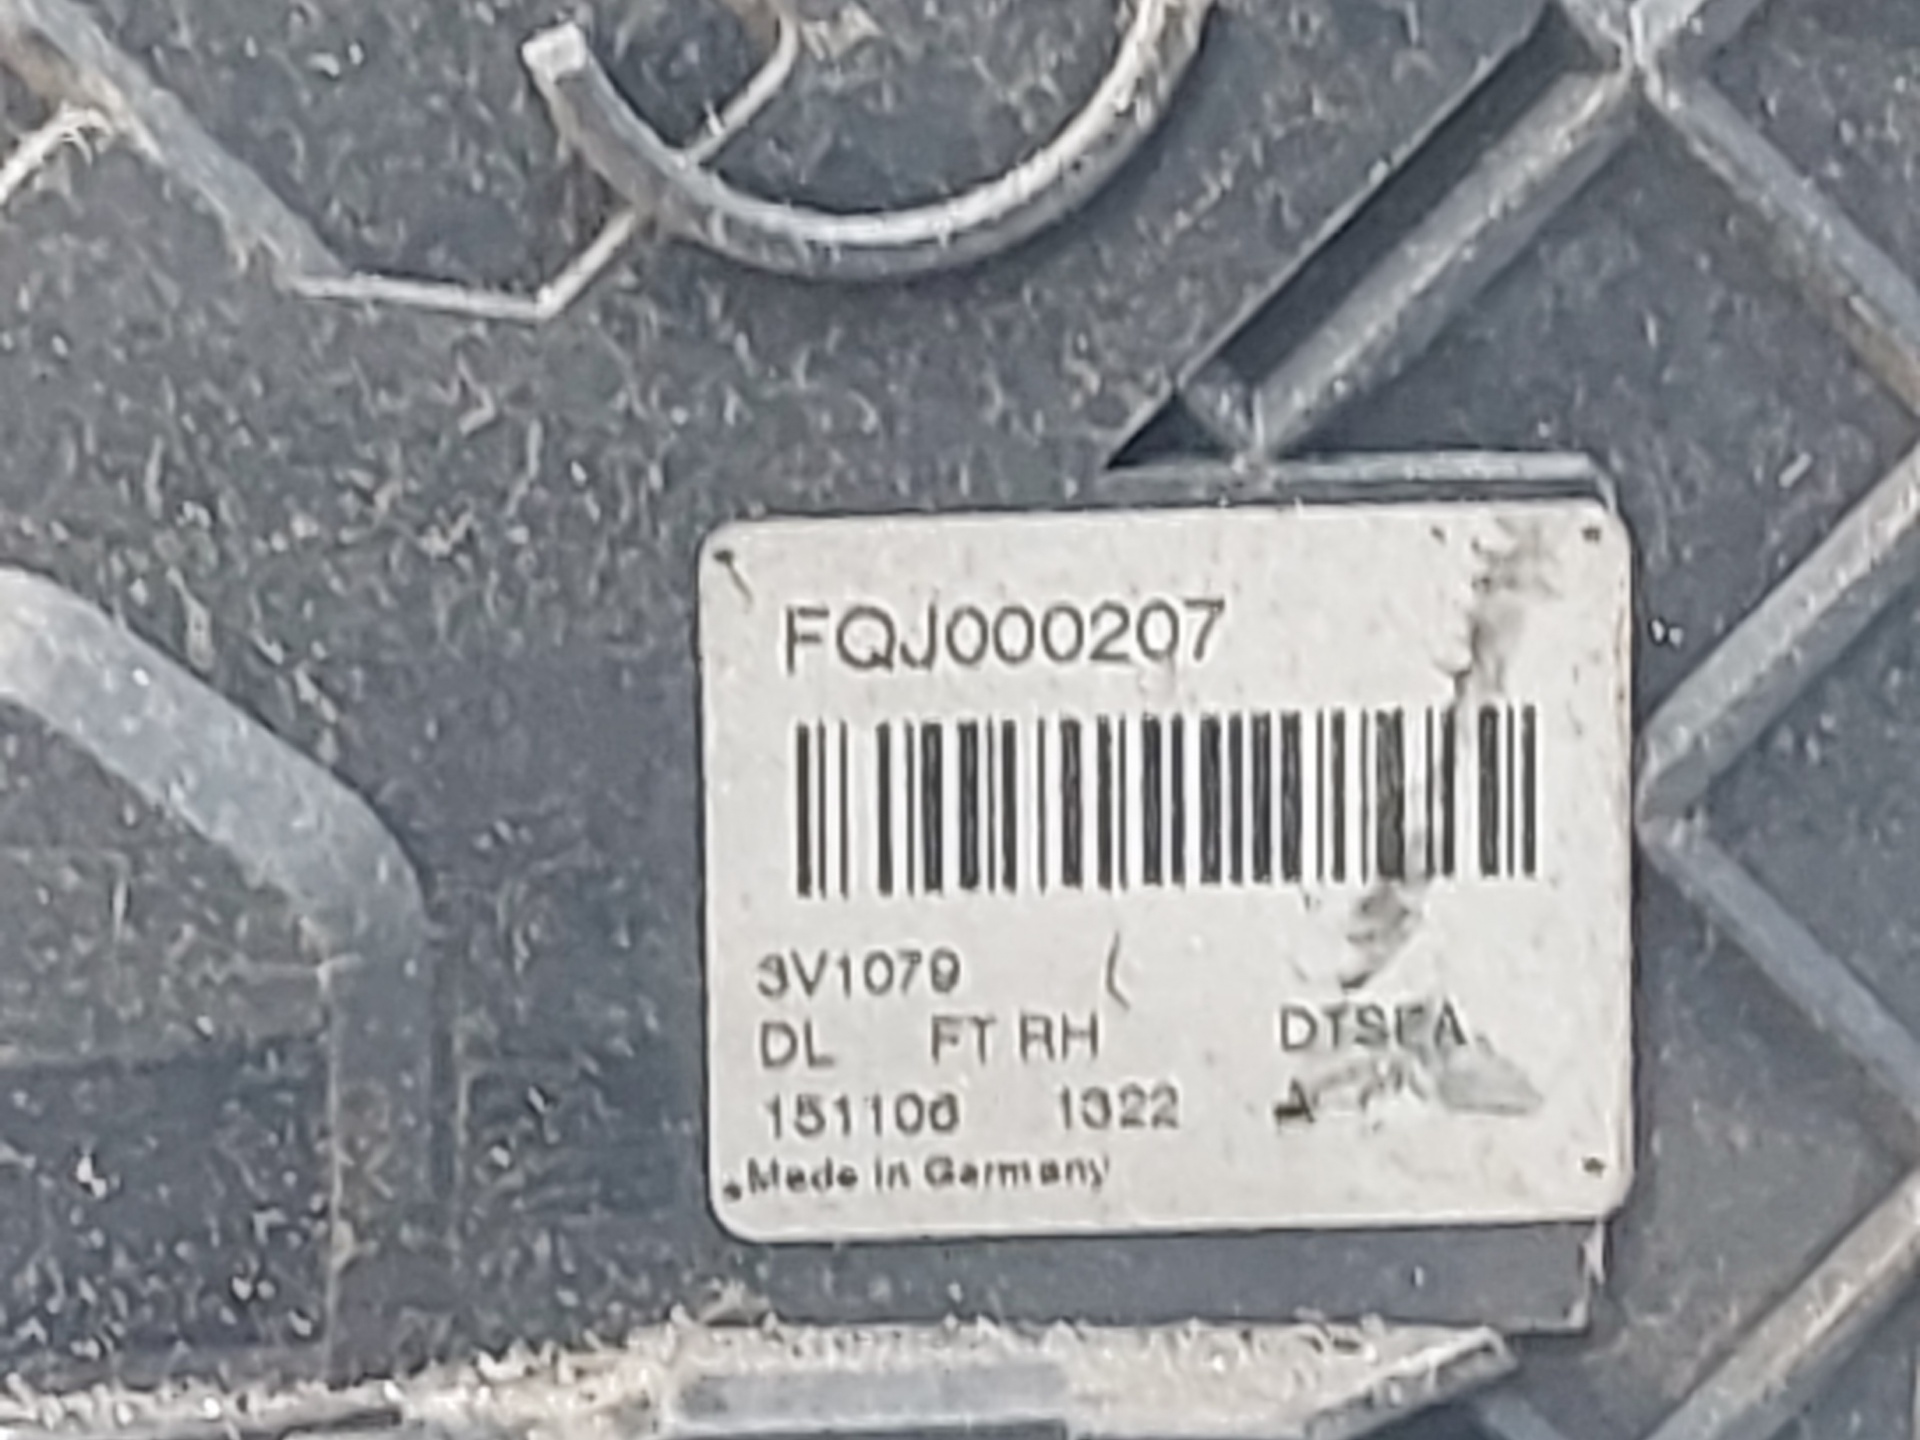 FQJ000207
3V1079
DL FT RH DTSEA
151106 1322
Made in Germany